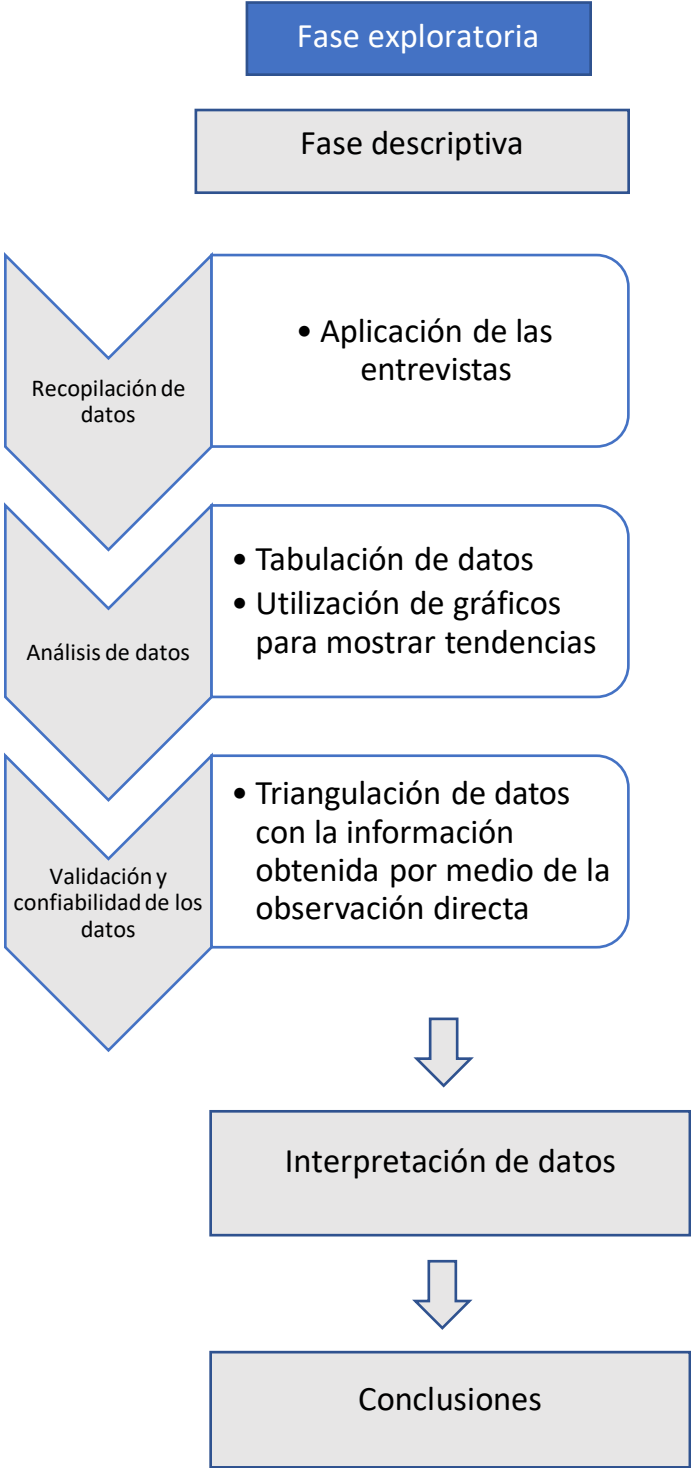 Fase exploratoria
Fase descriptiva
Recopilación de
datos
• Aplicación de las
entrevistas
Análisis de datos
• Tabulación de datos
• Utilización de gráficos
para mostrar tendencias
Validación y
confiabilidad de los
datos
• Triangulación de datos
con la información
obtenida por medio de la
observación directa
Interpretación de datos
Conclusiones